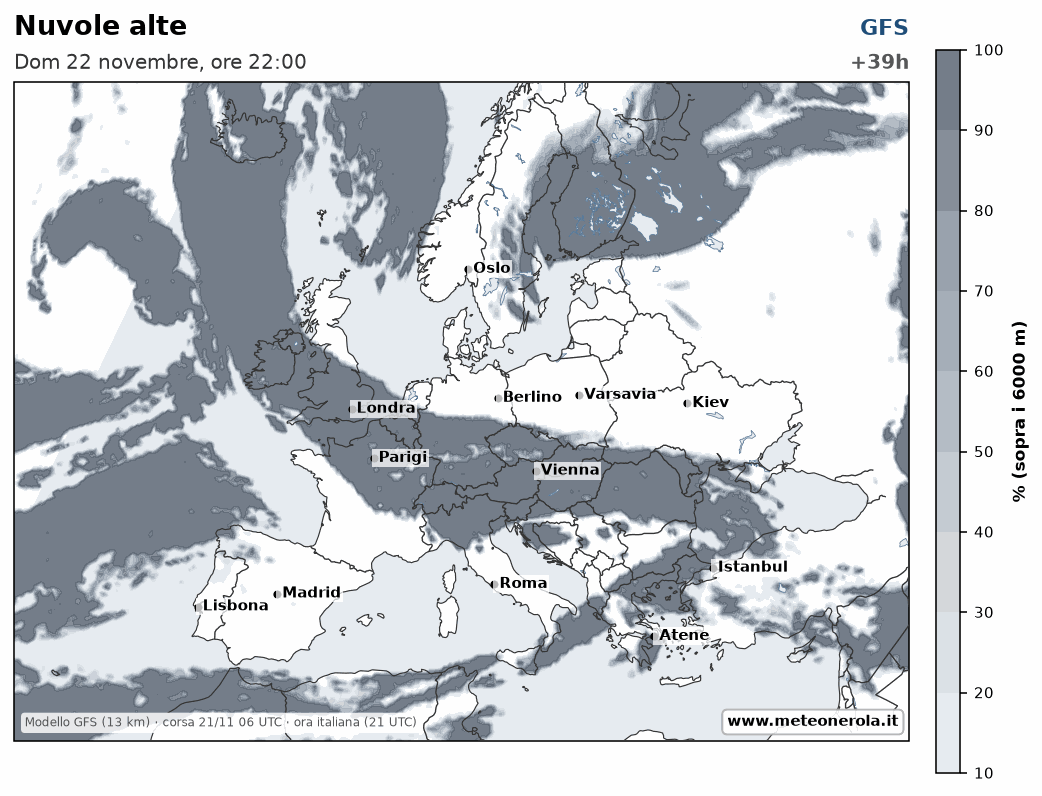 Nuvole alte
GFS
Dom 22 novembre, ore 22:00
+39h
Oslo
Londra
Berlino
Varsavia
Kiev
Parigi
Vienna
Roma
Istanbul
Madrid
Lisbona
Atene
Modello GFS (13 km) · corsa 21/11 06 UTC · ora italiana (21 UTC)
www.meteonerola.it
100
90
80
70
60
50
40
30
20
10
% (sopra i 6000 m)